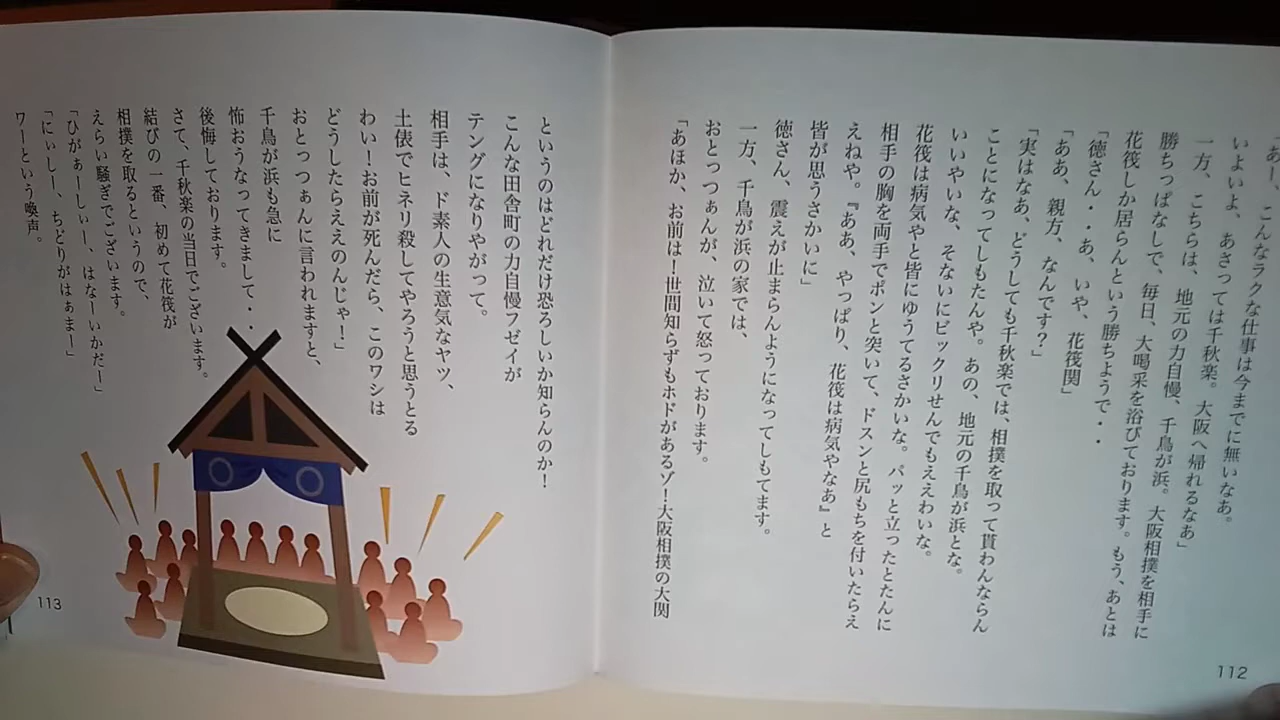 「あー、こんなラクな仕事は今までに無いなあ。
いよいよ、あさっては千秋楽。大阪へ帰れるなあ」
一方、こちらは、地元の力自慢、千鳥が浜。大阪相撲を相手に
勝ちっぱなしで、毎日、大喝采を浴びております。もう、あとは
花筏しか居らんという勝ちようで・・
「徳さん・・あ、いや、花筏関」
「ああ、親方、なんです？」
「実はなあ、どうしても千秋楽では、相撲を取って貰わんならん
ことになってしもたんや。あの、地元の千鳥が浜とな。
いいやいな、そないにビックリせんでもええわいな。
花筏は病気やと皆にゆうてるさかいな。パッと立ったとたんに
相手の胸を両手でポンと突いて、ドスンと尻もちを付いたらえ
えねや。『ああ、やっぱり、花筏は病気やなあ』と
皆が思うさかいに」
徳さん、震えが止まらんようになってしもてます。
一方、千鳥が浜の家では、
おとっつぁんが、泣いて怒っております。
「あほか、お前は！世間知らずもホドがあるゾ！大阪相撲の大関
112
というのはどれだけ恐ろしいか知らんのか！
こんな田舎町の力自慢フゼイが
テングになりやがって。
相手は、ド素人の生意気なヤツ、
土俵でヒネリ殺してやろうと思うとる
わい！お前が死んだら、このワシは
どうしたらええのんじゃ！」
おとっつぁんに言われますと、
千鳥が浜も急に
怖おうなってきまして・・
後悔しております。
さて、千秋楽の当日でございます。
結びの一番、初めて花筏が
相撲を取るというので、
えらい騒ぎでございます。
「ひがぁーしぃー、はなーいかだー」
「にぃしー、ちどりがはぁまー」
ワーという喚声。
113